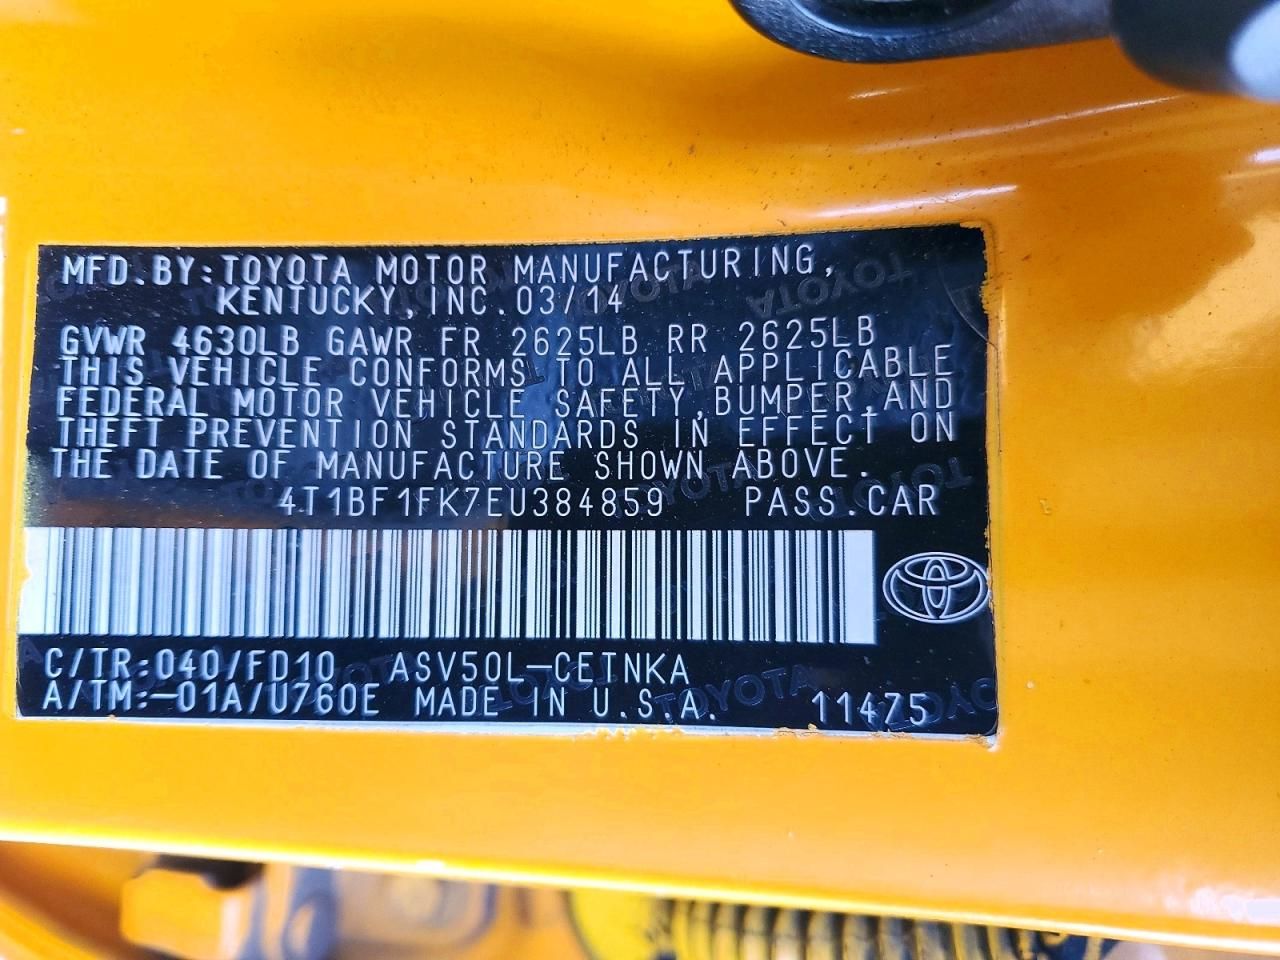 MFD.BY:TOYOTA MOTOR MANUFACTURING,
KENTUCKY,INC.03/14
GVWR 4630LB GAWR FR 2625LB RR 2625LB
THIS VEHICLE CONFORMS TO ALL APPLICABLE
FEDERAL MOTOR VEHICLE SAFETY,BUMPER,AND
THEFT PREVENTION STANDARDS IN EFFECT ON
THE DATE OF MANUFACTURE SHOWN ABOVE.
4T1BF1FK7EU384859 PASS.CAR
C/TR:040/FD10 ASV50L-CETNKA
A/TM:-01A/U760E MADE IN U.S.A. 11475